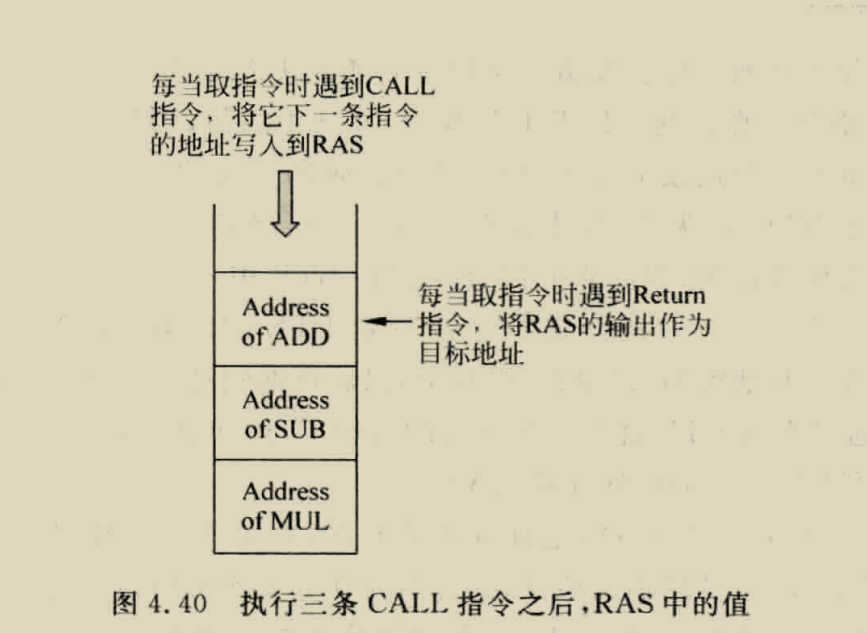 每当取指令时遇到CALL
指令，将它下一条指令
的地址写入到RAS
Address
of ADD
每当取指令时遇到Return
指令，将RAS的输出作为
目标地址
Address
of SUB
Address
of MUL
图 4.40 执行三条 CALL 指令之后,RAS 中的值